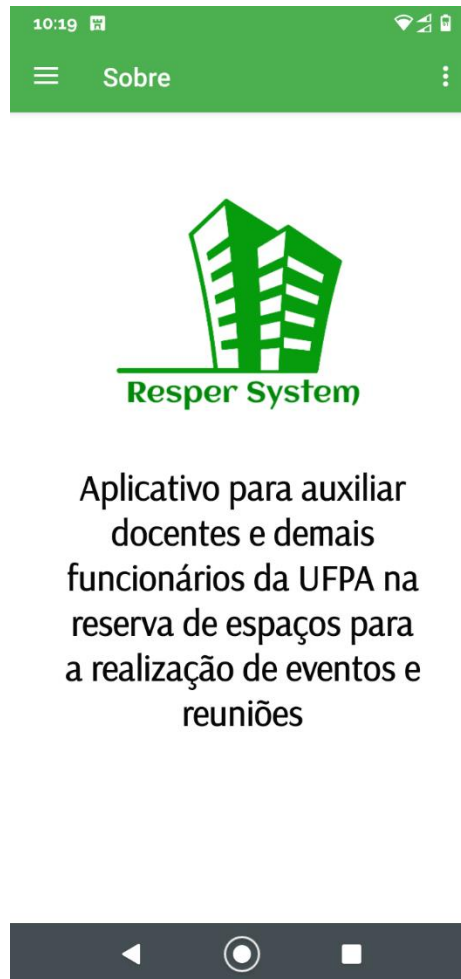 10:19
Sobre
Resper System
Aplicativo para auxiliar
docentes e demais
funcionários da UFPA na
reserva de espaços para
a realização de eventos e
reuniões